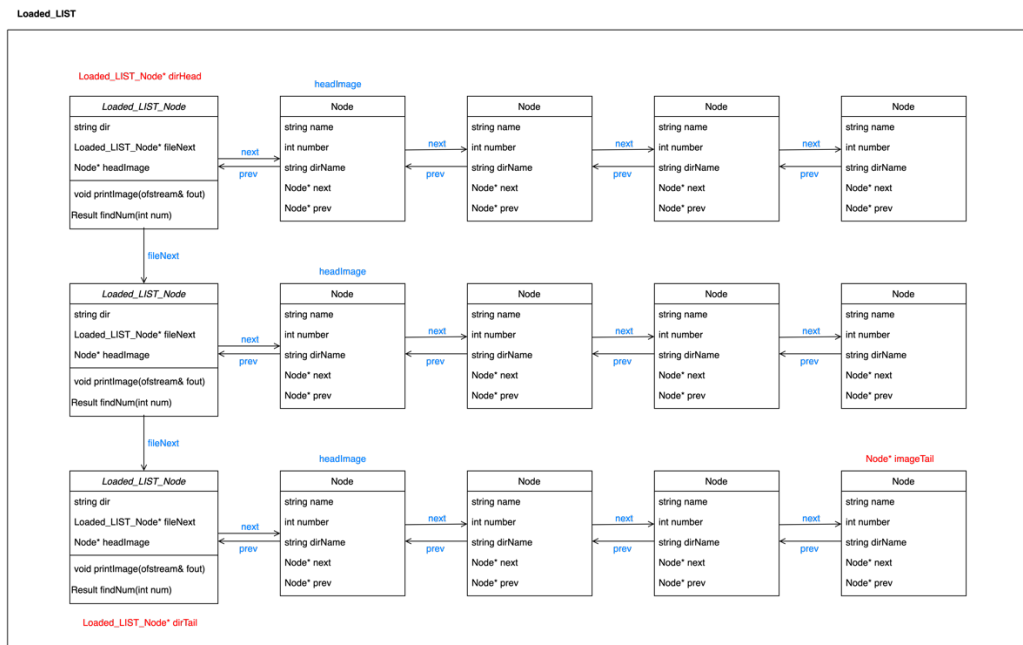 Loaded_LIST
Loaded_LIST_Node* dirHead
headImage
Loaded_LIST_Node
string dir
Loaded_LIST_Node* fileNext
Node* headImage
void printImage(ofstream& fout)
Result findNum(int num)
next
prev
Node
string name
int number
string dirName
Node* next
Node* prev
next
prev
Node
string name
int number
string dirName
Node* next
Node* prev
next
prev
Node
string name
int number
string dirName
Node* next
Node* prev
next
prev
Node
string name
int number
string dirName
Node* next
Node* prev
fileNext
headImage
Loaded_LIST_Node
string dir
Loaded_LIST_Node* fileNext
Node* headImage
void printImage(ofstream& fout)
Result findNum(int num)
next
prev
Node
string name
int number
string dirName
Node* next
Node* prev
next
prev
Node
string name
int number
string dirName
Node* next
Node* prev
next
prev
Node
string name
int number
string dirName
Node* next
Node* prev
next
prev
Node
string name
int number
string dirName
Node* next
Node* prev
fileNext
headImage
Node* imageTail
Loaded_LIST_Node
string dir
Loaded_LIST_Node* fileNext
Node* headImage
void printImage(ofstream& fout)
Result findNum(int num)
next
prev
Node
string name
int number
string dirName
Node* next
Node* prev
next
prev
Node
string name
int number
string dirName
Node* next
Node* prev
next
prev
Node
string name
int number
string dirName
Node* next
Node* prev
next
prev
Node
string name
int number
string dirName
Node* next
Node* prev
Loaded_LIST_Node* dirTail